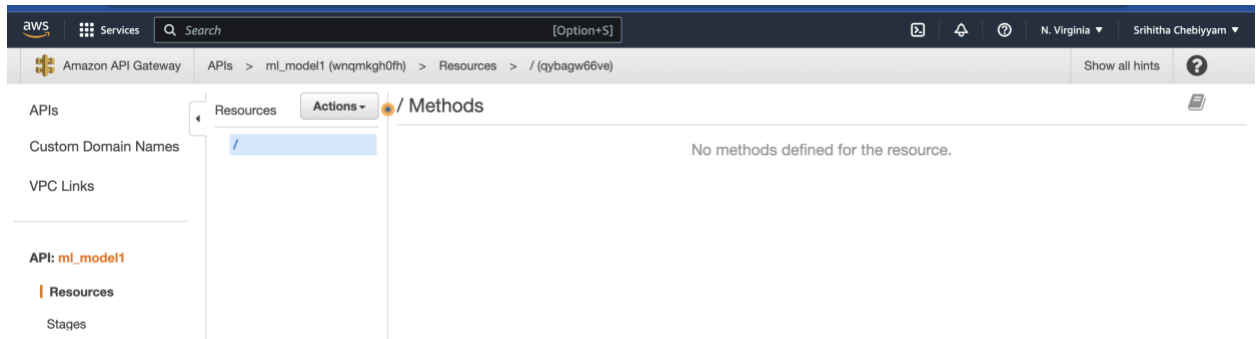 aws Services Search [Option+S] N. Virginia ▼ Srihitha Chebiyyam ▼
Amazon API Gateway APIs > ml_model1 (wnqmkgh0fh) > Resources > / (qybagw66ve) Show all hints
APIs
Custom Domain Names
VPC Links
API: ml_model1
Resources
Stages
Resources Actions
/
/ Methods
No methods defined for the resource.